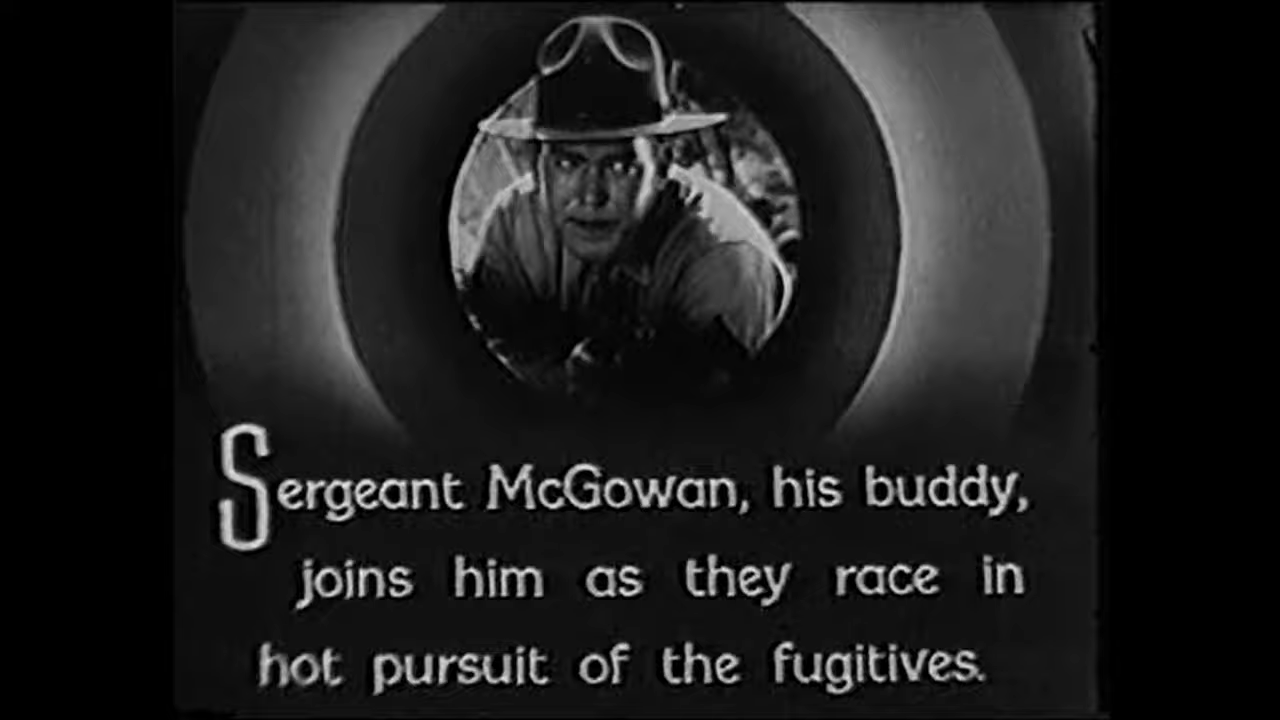 Sergeant McGowan, his buddy,
joins him as they race in
hot pursuit of the fugitives.